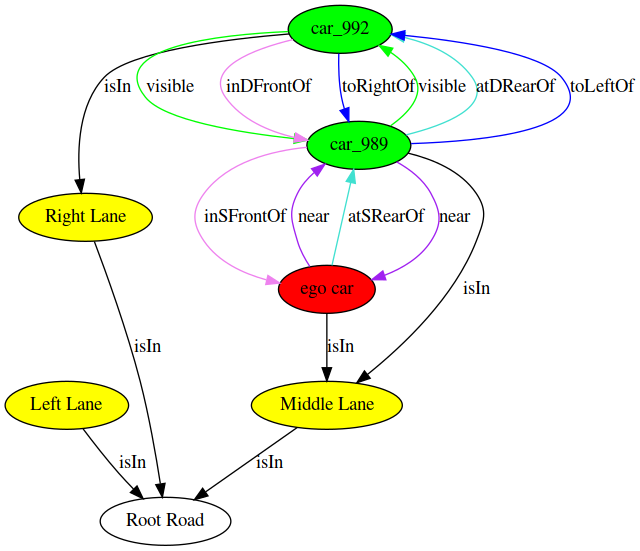 car_992
isIn
visible
inDFrontOf
toRightOf
visible
atDRearOf
toLeftOf
car_989
Right Lane
inSFrontOf
near
atSRearOf
near
ego car
isIn
isIn
isIn
Left Lane
Middle Lane
isIn
isIn
Root Road